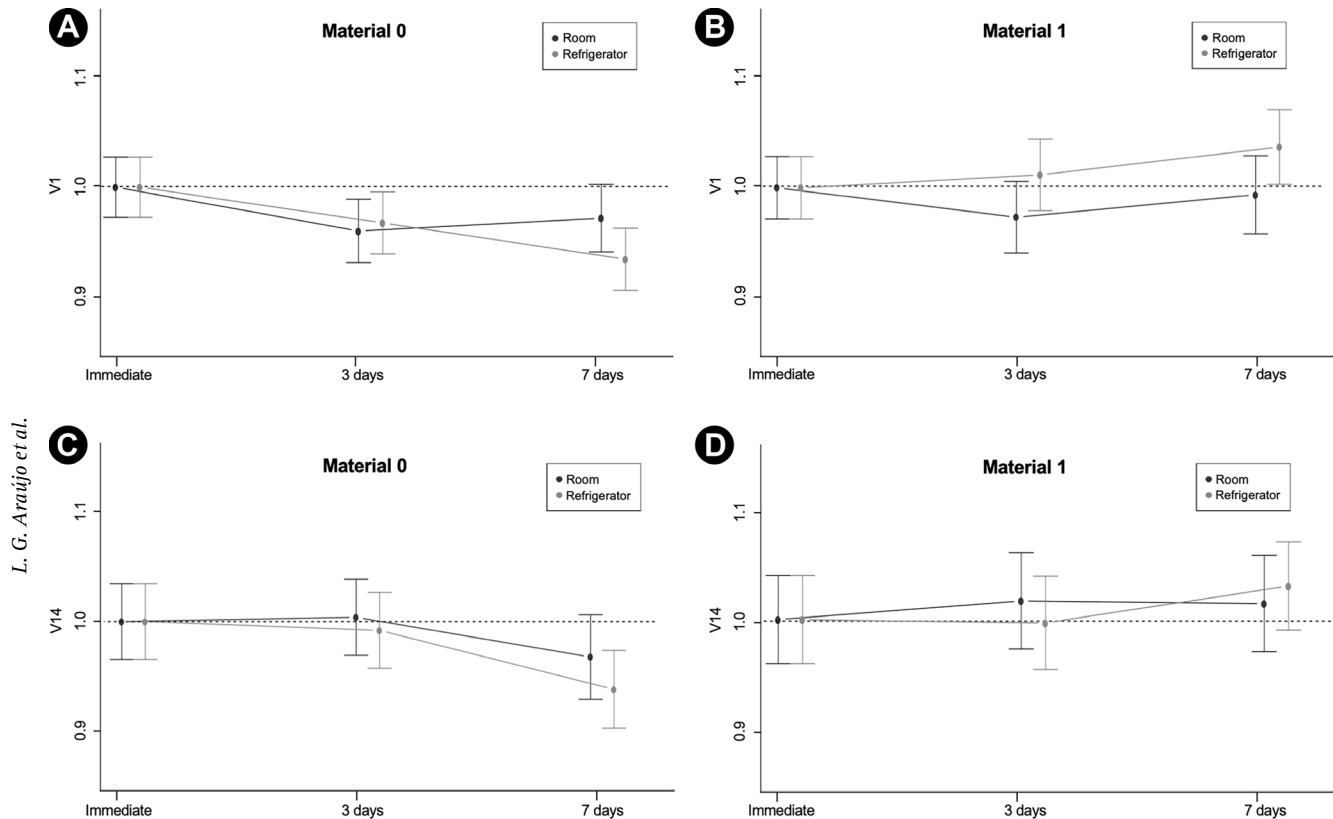 A
Material 0
Room
Refrigerator
V1
1.1
1.0
0.9
Immediate
3 days
7 days
B
Material 1
Room
Refrigerator
V1
1.1
1.0
0.9
Immediate
3 days
7 days
L. G. Araújo et al.
C
Material 0
Room
Refrigerator
V14
1.1
1.0
0.9
Immediate
3 days
7 days
D
Material 1
Room
Refrigerator
V14
1.1
1.0
0.9
Immediate
3 days
7 days